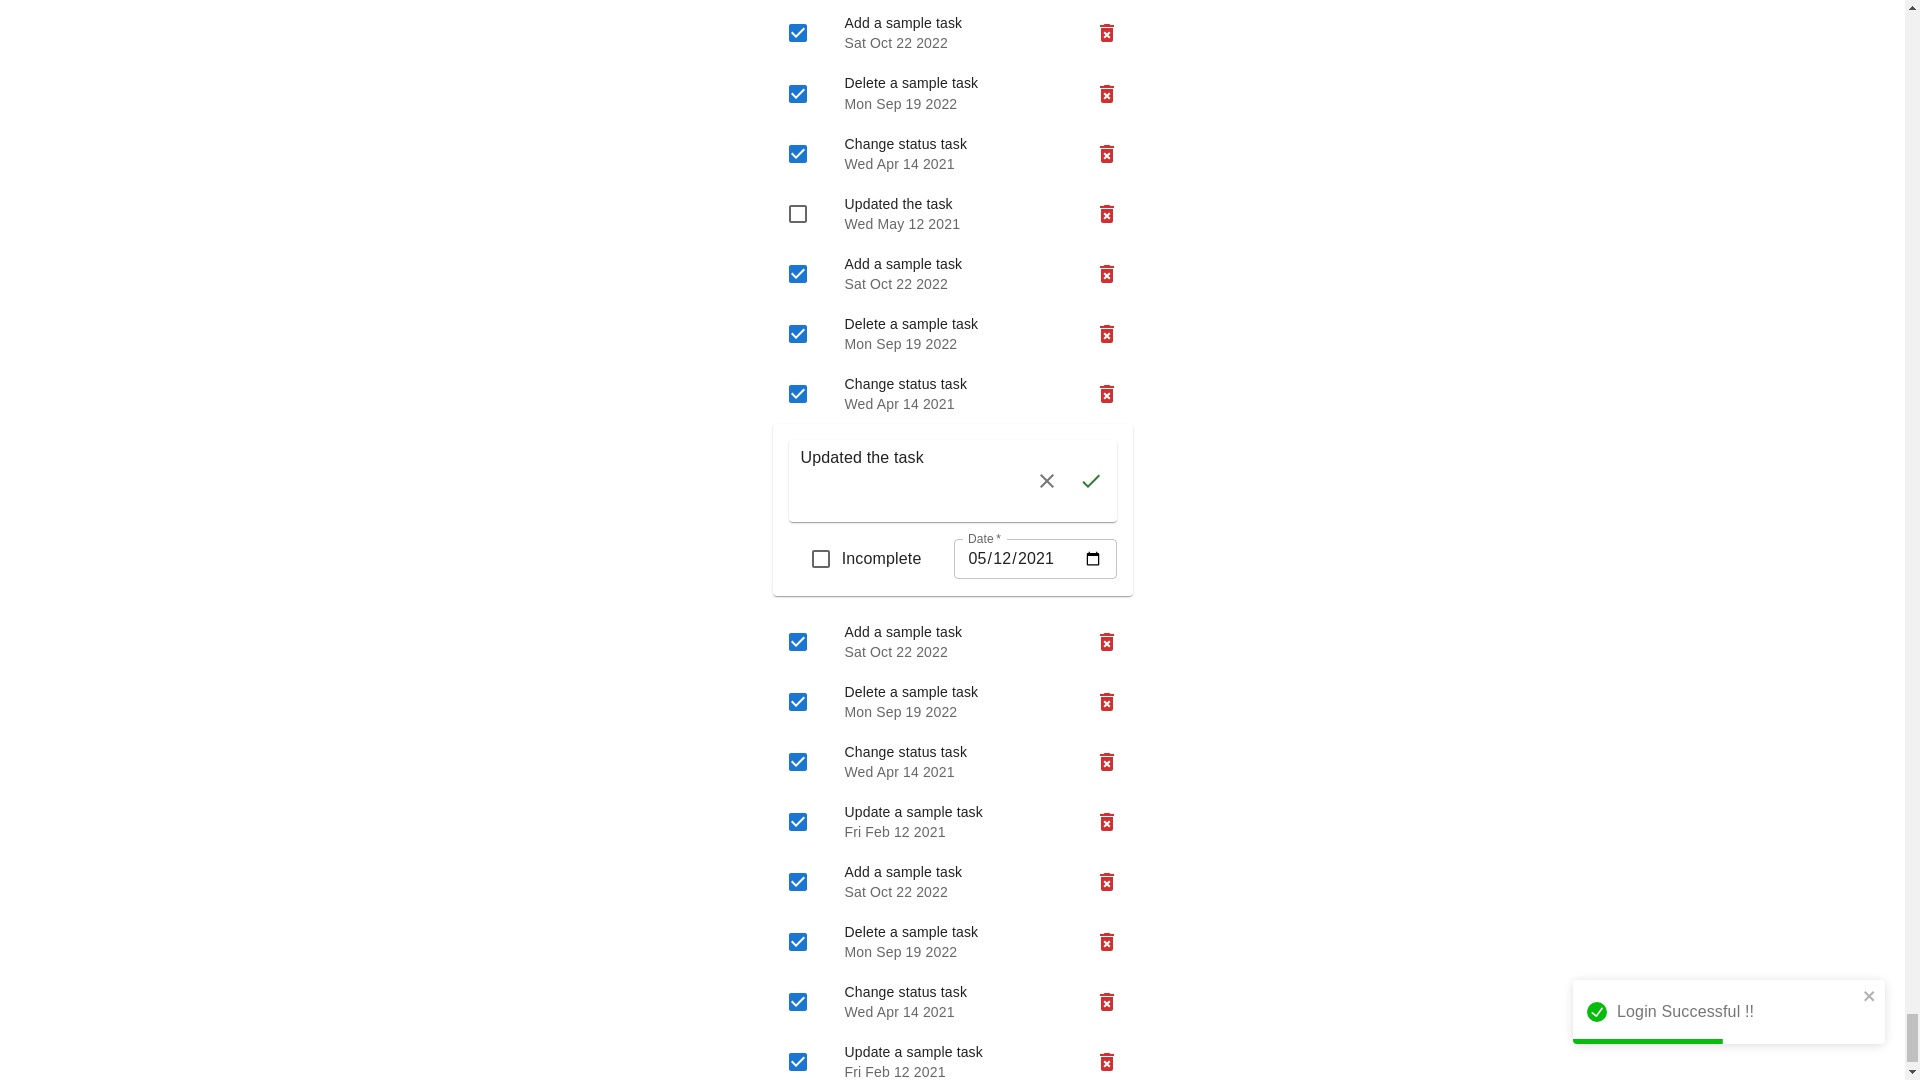 Add a sample task
Sat Oct 22 2022
Delete a sample task
Mon Sep 19 2022
Change status task
Wed Apr 14 2021
Updated the task
Wed May 12 2021
Add a sample task
Sat Oct 22 2022
Delete a sample task
Mon Sep 19 2022
Change status task
Wed Apr 14 2021
Updated the task
Date *
Incomplete
05/12/2021
Add a sample task
Sat Oct 22 2022
Delete a sample task
Mon Sep 19 2022
Change status task
Wed Apr 14 2021
Update a sample task
Fri Feb 12 2021
Add a sample task
Sat Oct 22 2022
Delete a sample task
Mon Sep 19 2022
Change status task
Wed Apr 14 2021
Update a sample task
Fri Feb 12 2021
Login Successful !!